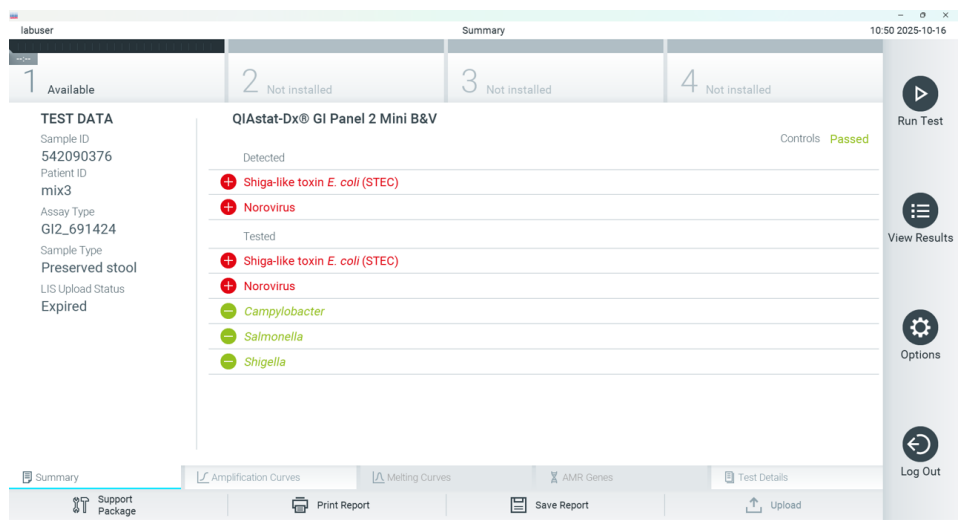 labuser
Summary
10:50 2025-10-16
--:--
1 Available
2 Not installed
3 Not installed
4 Not installed
Run Test
View Results
Options
Log Out
TEST DATA
Sample ID
542090376
Patient ID
mix3
Assay Type
GI2_691424
Sample Type
Preserved stool
LIS Upload Status
Expired
QIAstat-Dx® GI Panel 2 Mini B&V
Controls Passed
Detected
Shiga-like toxin E. coli (STEC)
Norovirus
Tested
Shiga-like toxin E. coli (STEC)
Norovirus
Campylobacter
Salmonella
Shigella
Summary
Amplification Curves
Melting Curves
AMR Genes
Test Details
Support
Package
Print Report
Save Report
Upload